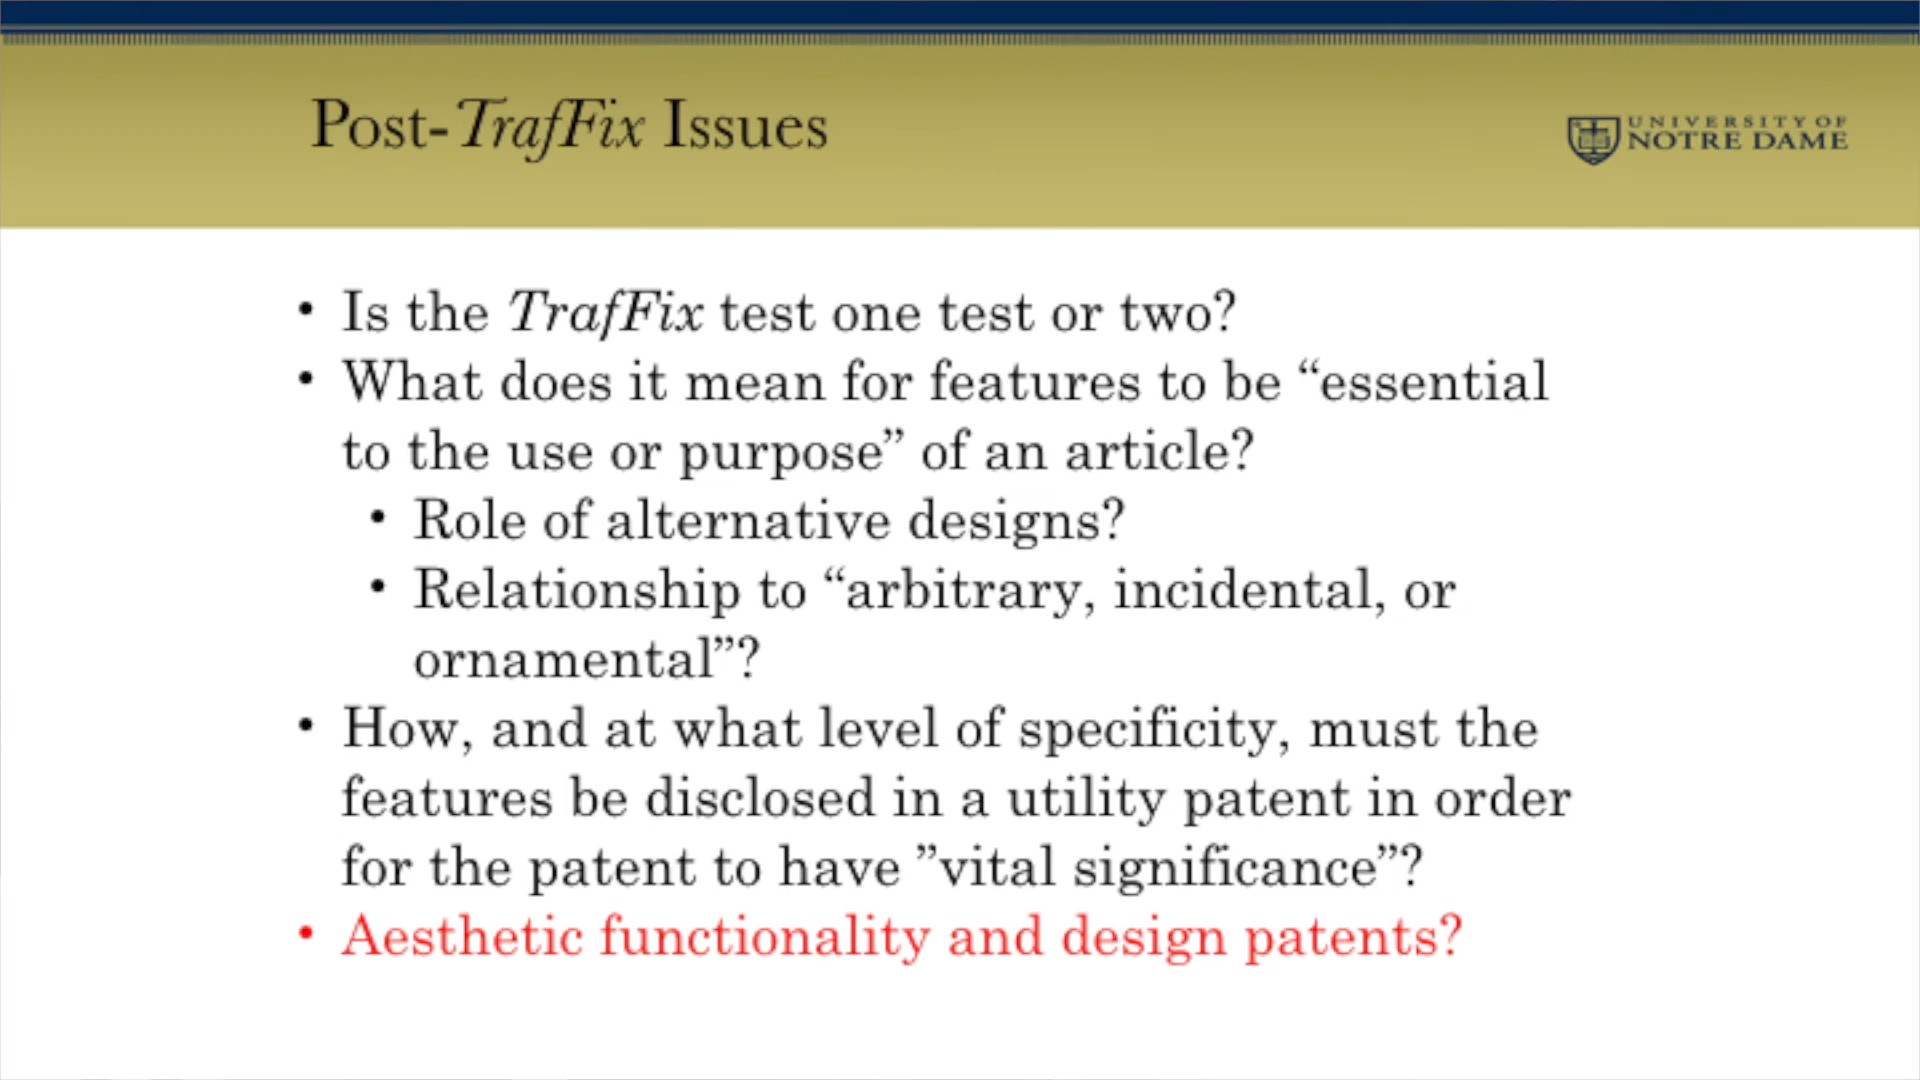 Post-TrafFix Issues
UNIVERSITY OF
NOTRE DAME
• Is the TrafFix test one test or two?
• What does it mean for features to be “essential
to the use or purpose” of an article?
• Role of alternative designs?
• Relationship to “arbitrary, incidental, or
ornamental”?
• How, and at what level of specificity, must the
features be disclosed in a utility patent in order
for the patent to have ”vital significance”?
• Aesthetic functionality and design patents?